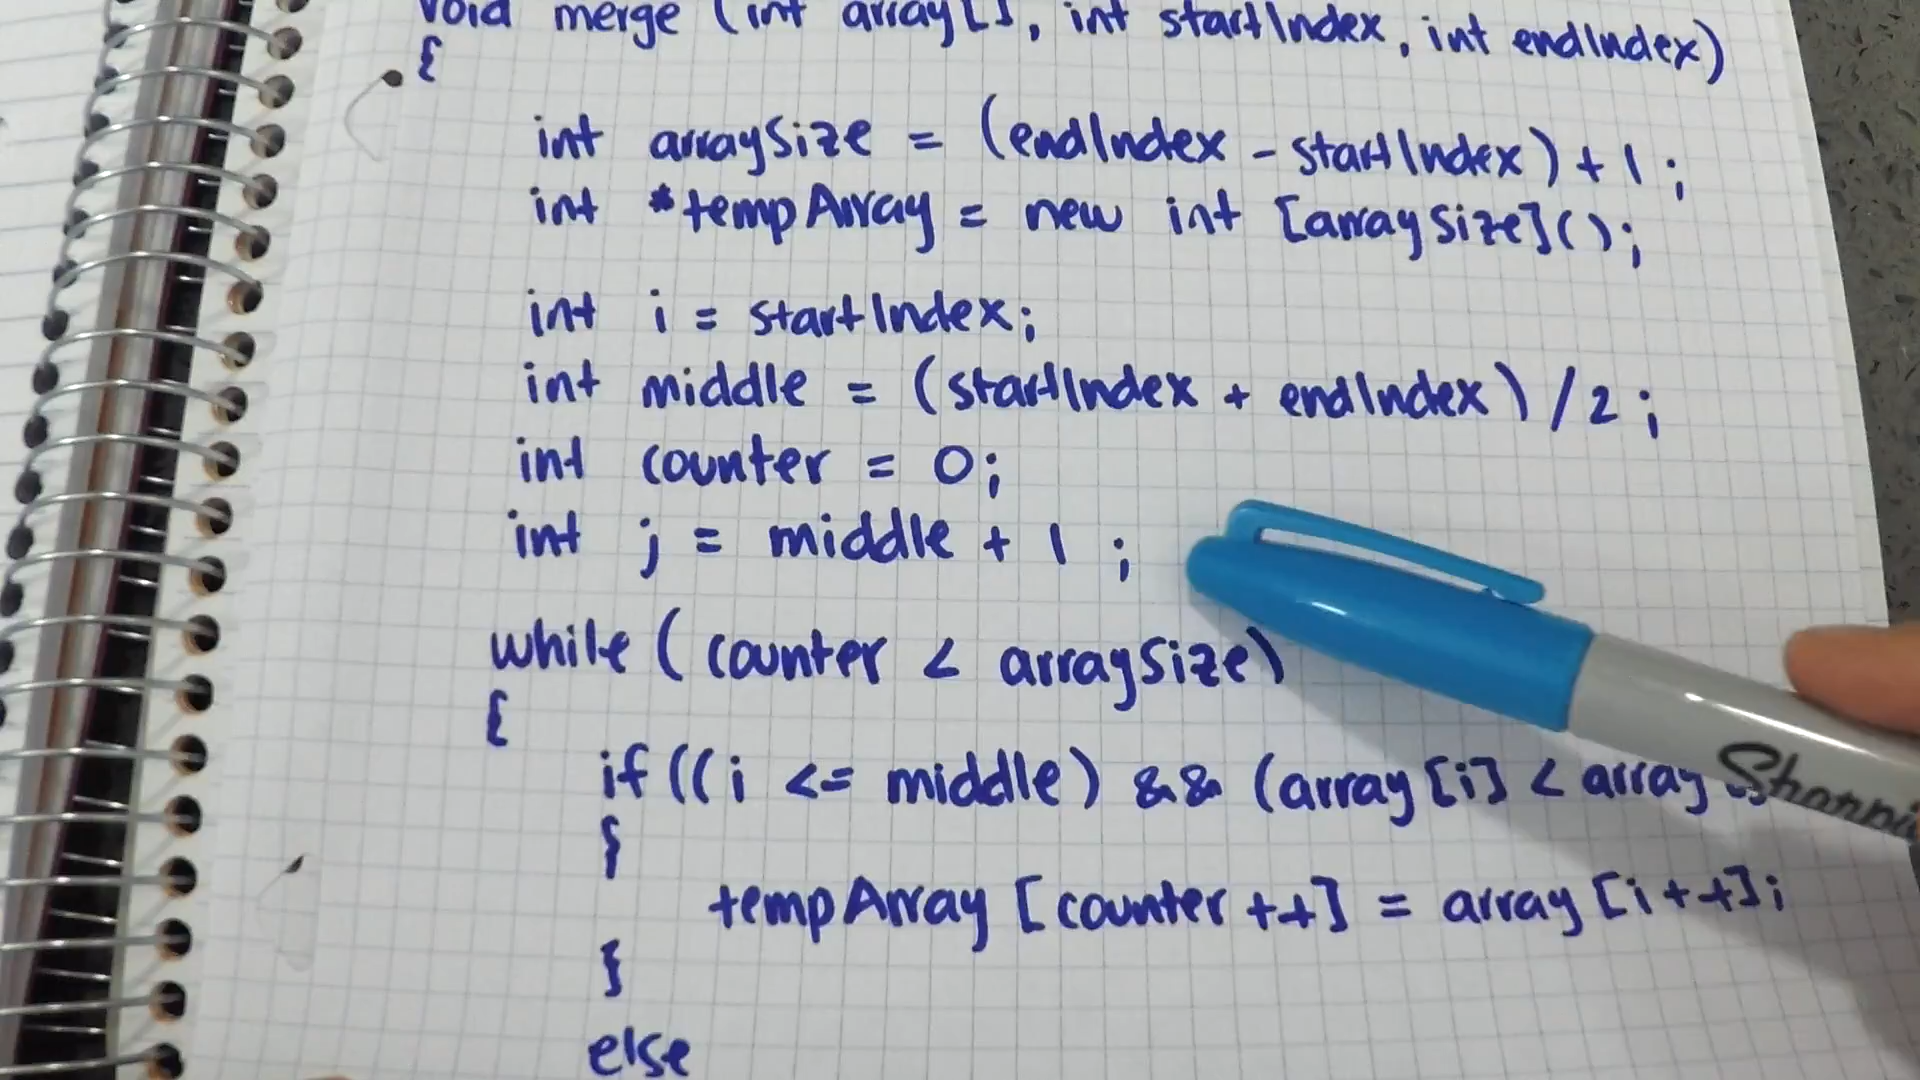 void merge (int array[], int startIndex, int endIndex)
{
int arraySize = (endIndex - startIndex) + 1 ;
int *tempArray = new int [arraySize]();
int i = startIndex;
int middle = (startIndex + endIndex) /2 ;
int counter = 0;
int j = middle + 1 ;
while ( counter < arraySize)
{
if ((i <= middle) && (array[i] < array
Sharpi
{
tempArray [counter ++] = array [i++];
}
else